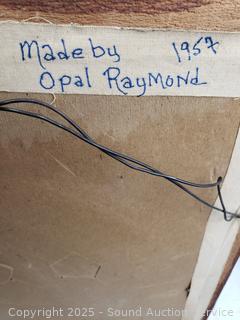 Made by 1957
Opal Raymond
Copyright 2025 - Sound Auction Service